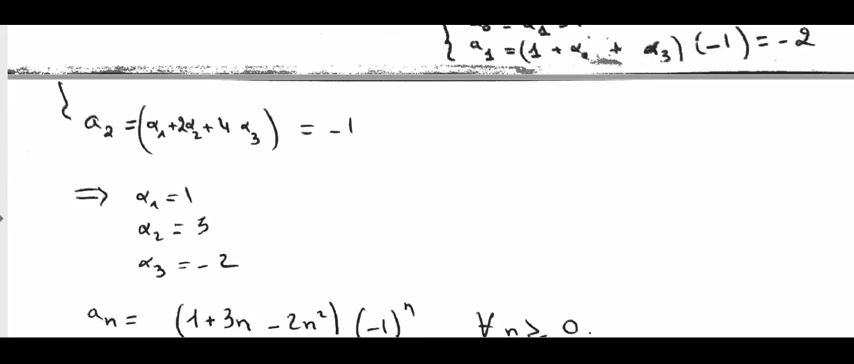 a₁ = (1 + α₂ + α₃) (-1) = -2
a₂ = (α₁ + 2α₂ + 4 α₃) = -1
⟹ α₁ = 1
α₂ = 3
α₃ = -2
aₙ = (1 + 3n - 2n²) (-1)ⁿ ∀ n ≥ 0.